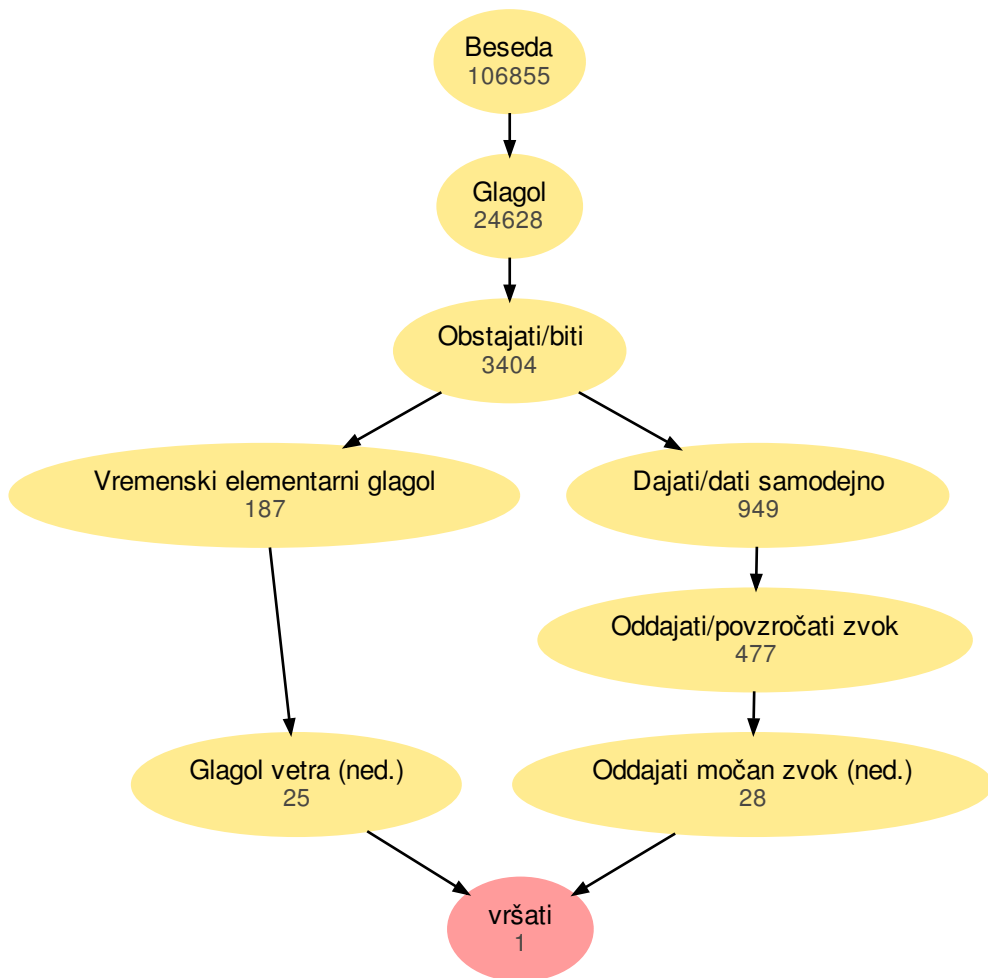 Beseda
106855
Glagol
24628
Obstajati/biti
3404
Vremenski elementarni glagol
187
Dajati/dati samodejno
949
Oddajati/povzročati zvok
477
Glagol vetra (ned.)
25
Oddajati močan zvok (ned.)
28
vršati
1